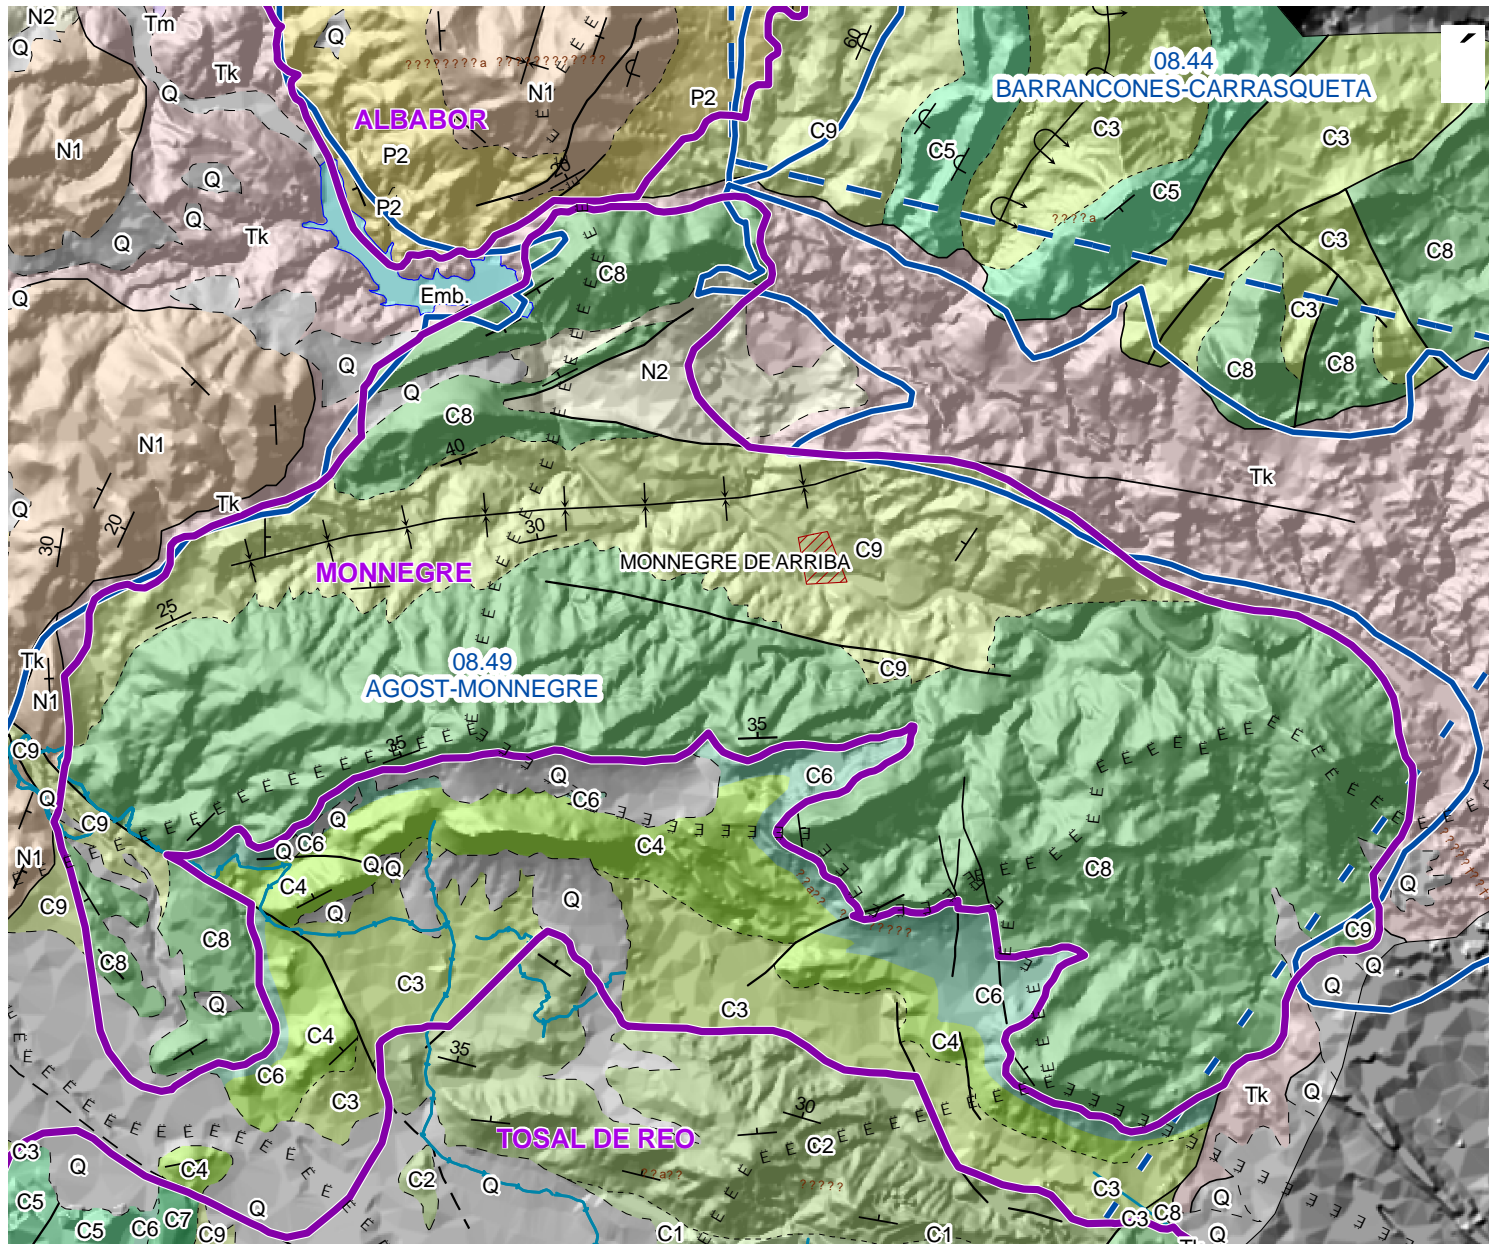 N2
Tm
Q
Q
Tk
Q
????????a
??? ????????
N1
60
P2
08.44
BARRANCONES-CARRASQUETA
ALBABOR
C9
C3
C3
N1
P2
C5
20
Q
P2
C5
Q
????a
Q
Tk
C3
C8
C8
Q
Emb.
C3
Q
N2
C8
C8
Q
C8
N1
40
Tk
Tk
Q
30
20
30
MONNEGRE DE ARRIBA
C9
MONNEGRE
25
Tk
08.49
AGOST-MONNEGRE
C9
N1
35
35
C9
Q
C6
C6
Q
C9
C6
C4
Q
N1
Q
Q
C8
C4
Q
C9
Q
Q
C8
C9
?????
C8
Q
Q
C3
Q
C6
C3
C4
C4
35
C6
Q
Tk
C3
30
TOSAL DE REO
C2
C3
Q
C4
C2
Q
?????
C3
Q
C5
C5
C6
C7
C9
Q
C1
C1
C3
C8
Q
Tk